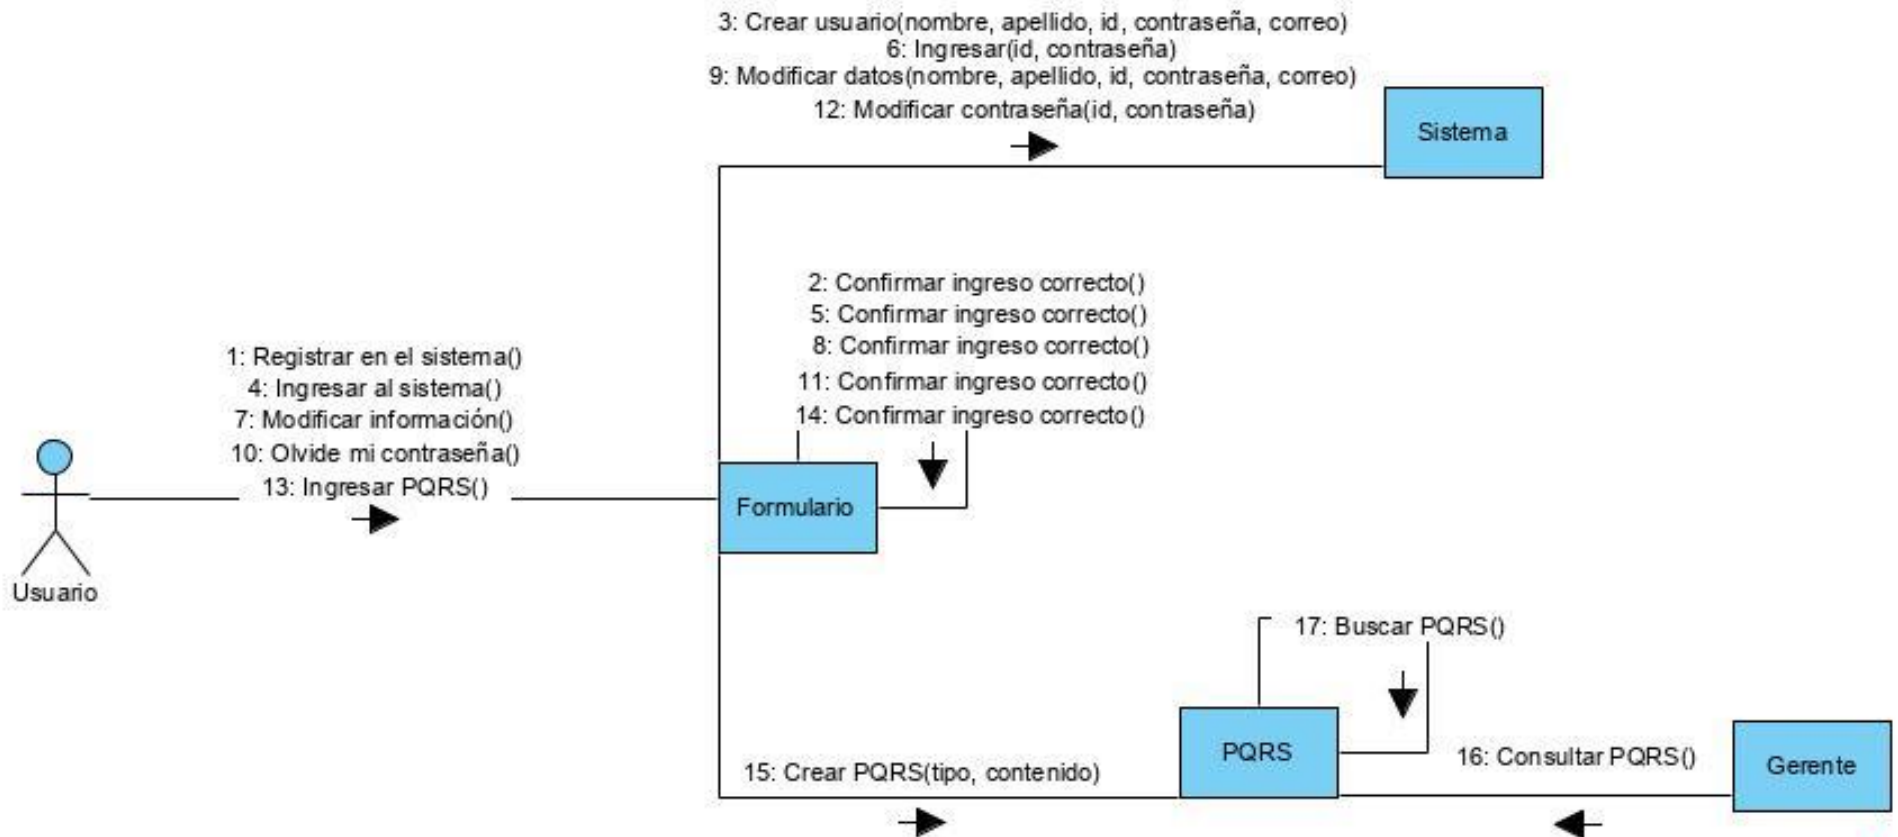 3: Crear usuario(nombre, apellido, id, contraseña, correo)
6: Ingresar(id, contraseña)
9: Modificar datos(nombre, apellido, id, contraseña, correo)
12: Modificar contraseña(id, contraseña)
Sistema
2: Confirmar ingreso correcto()
5: Confirmar ingreso correcto()
8: Confirmar ingreso correcto()
11: Confirmar ingreso correcto()
14: Confirmar ingreso correcto()
1: Registrar en el sistema()
4: Ingresar al sistema()
7: Modificar información()
10: Olvide mi contraseña()
13: Ingresar PQRS()
Formulario
Usuario
17: Buscar PQRS()
PQRS
16: Consultar PQRS()
Gerente
15: Crear PQRS(tipo, contenido)